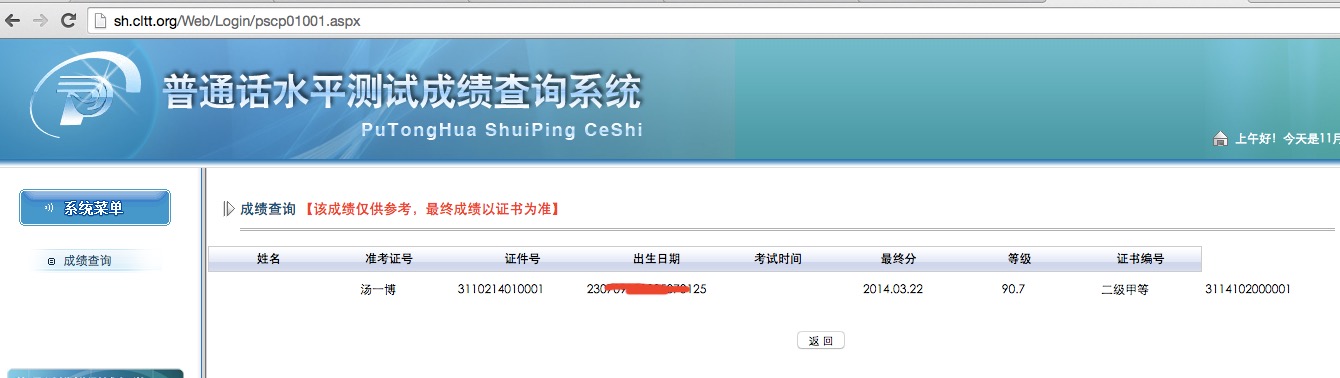 sh.cltt.org/Web/Login/pscp01001.aspx
普通话水平测试成绩查询系统
PuTongHua ShuiPing CeShi
上午好！今天是11月
系统菜单
成绩查询 【该成绩仅供参考，最终成绩以证书为准】
成绩查询
姓名 准考证号 证件号 出生日期 考试时间 最终分 等级 证书编号
汤一博 3110214010001 125 2014.03.22 90.7 二级甲等 3114102000001
返 回